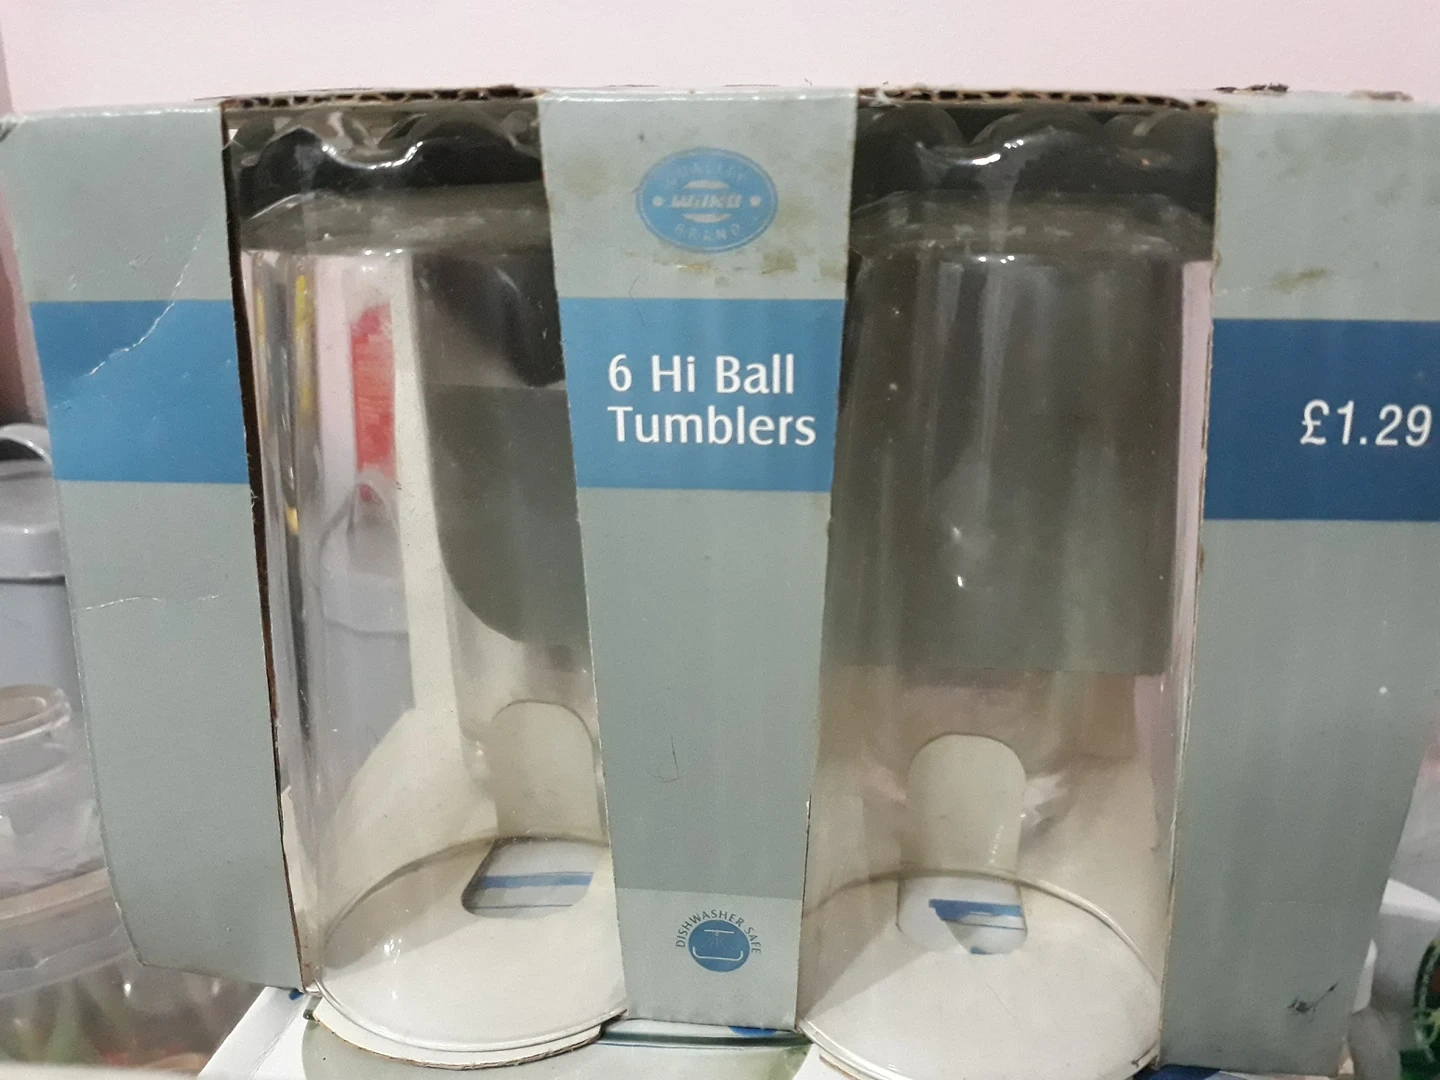 QUALITY
wilko
BRAND
6 Hi Ball
Tumblers
£1.29
DISHWASHER SAFE